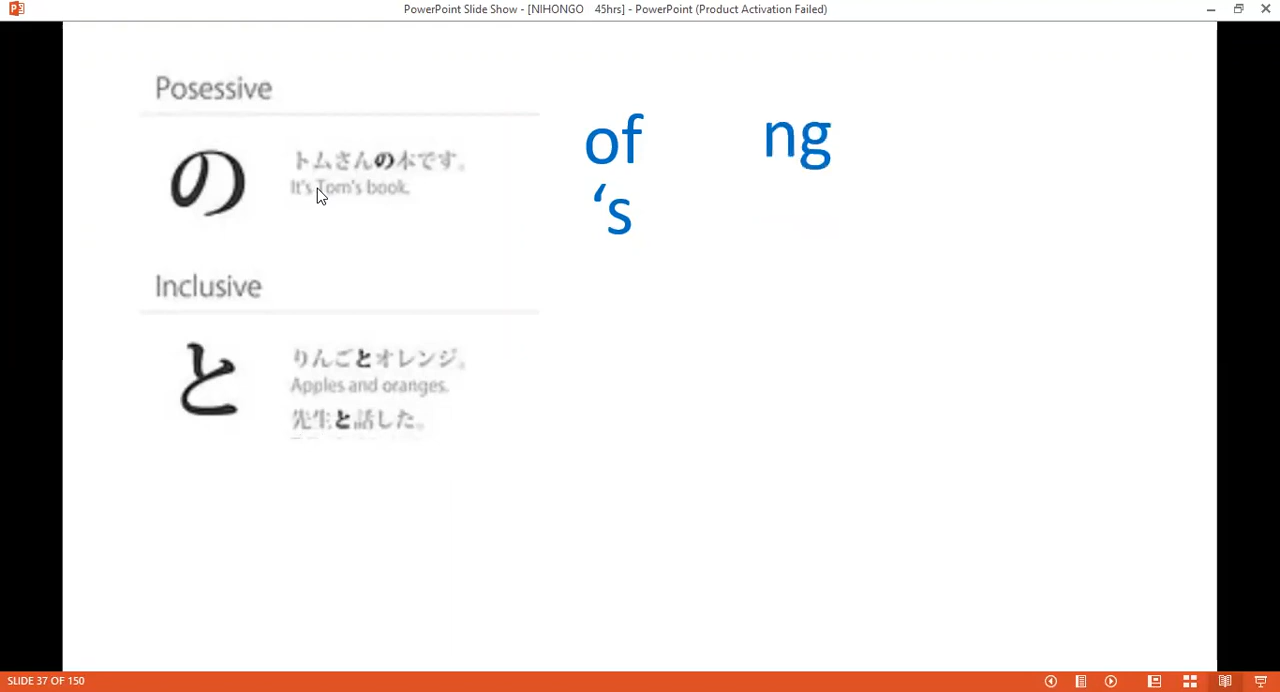 PowerPoint Slide Show - [NIHONGO 45hrs] - PowerPoint (Product Activation Failed)
Posessive
の
トムさんの本です。
It's Tom's book.
of
‘s
ng
Inclusive
と
りんごとオレンジ。
Apples and oranges.
先生と話した。
SLIDE 37 OF 150